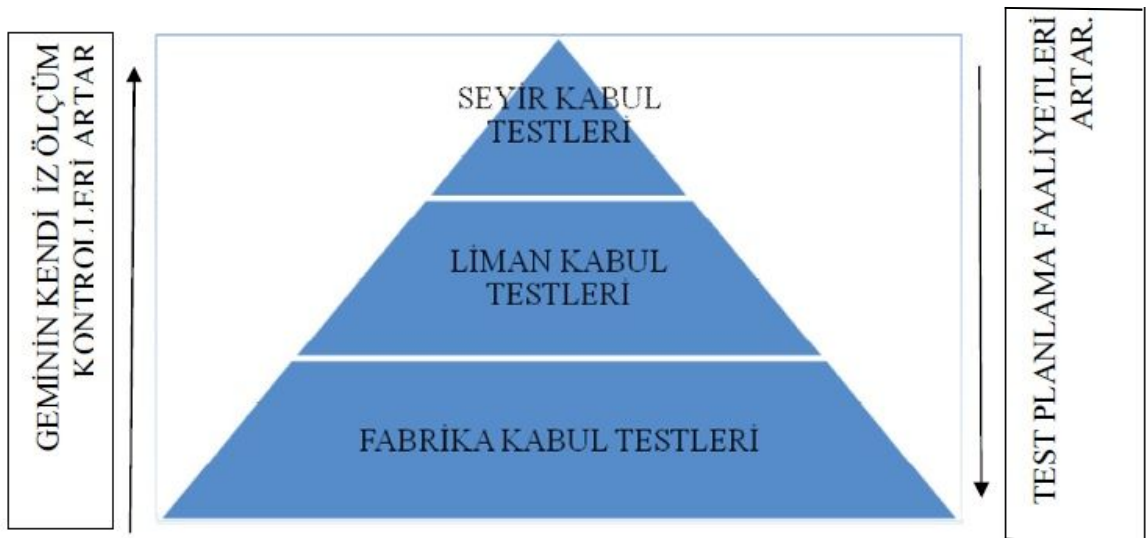 GEMİNİN KENDİ İZ ÖLÇÜM
KONTROLLERİ ARTAR
SEYİR KABUL
TESTLERİ
LİMAN KABUL
TESTLERİ
FABRİKA KABUL TESTLERİ
TEST PLANLAMA FAALİYETLERİ
ARTAR.